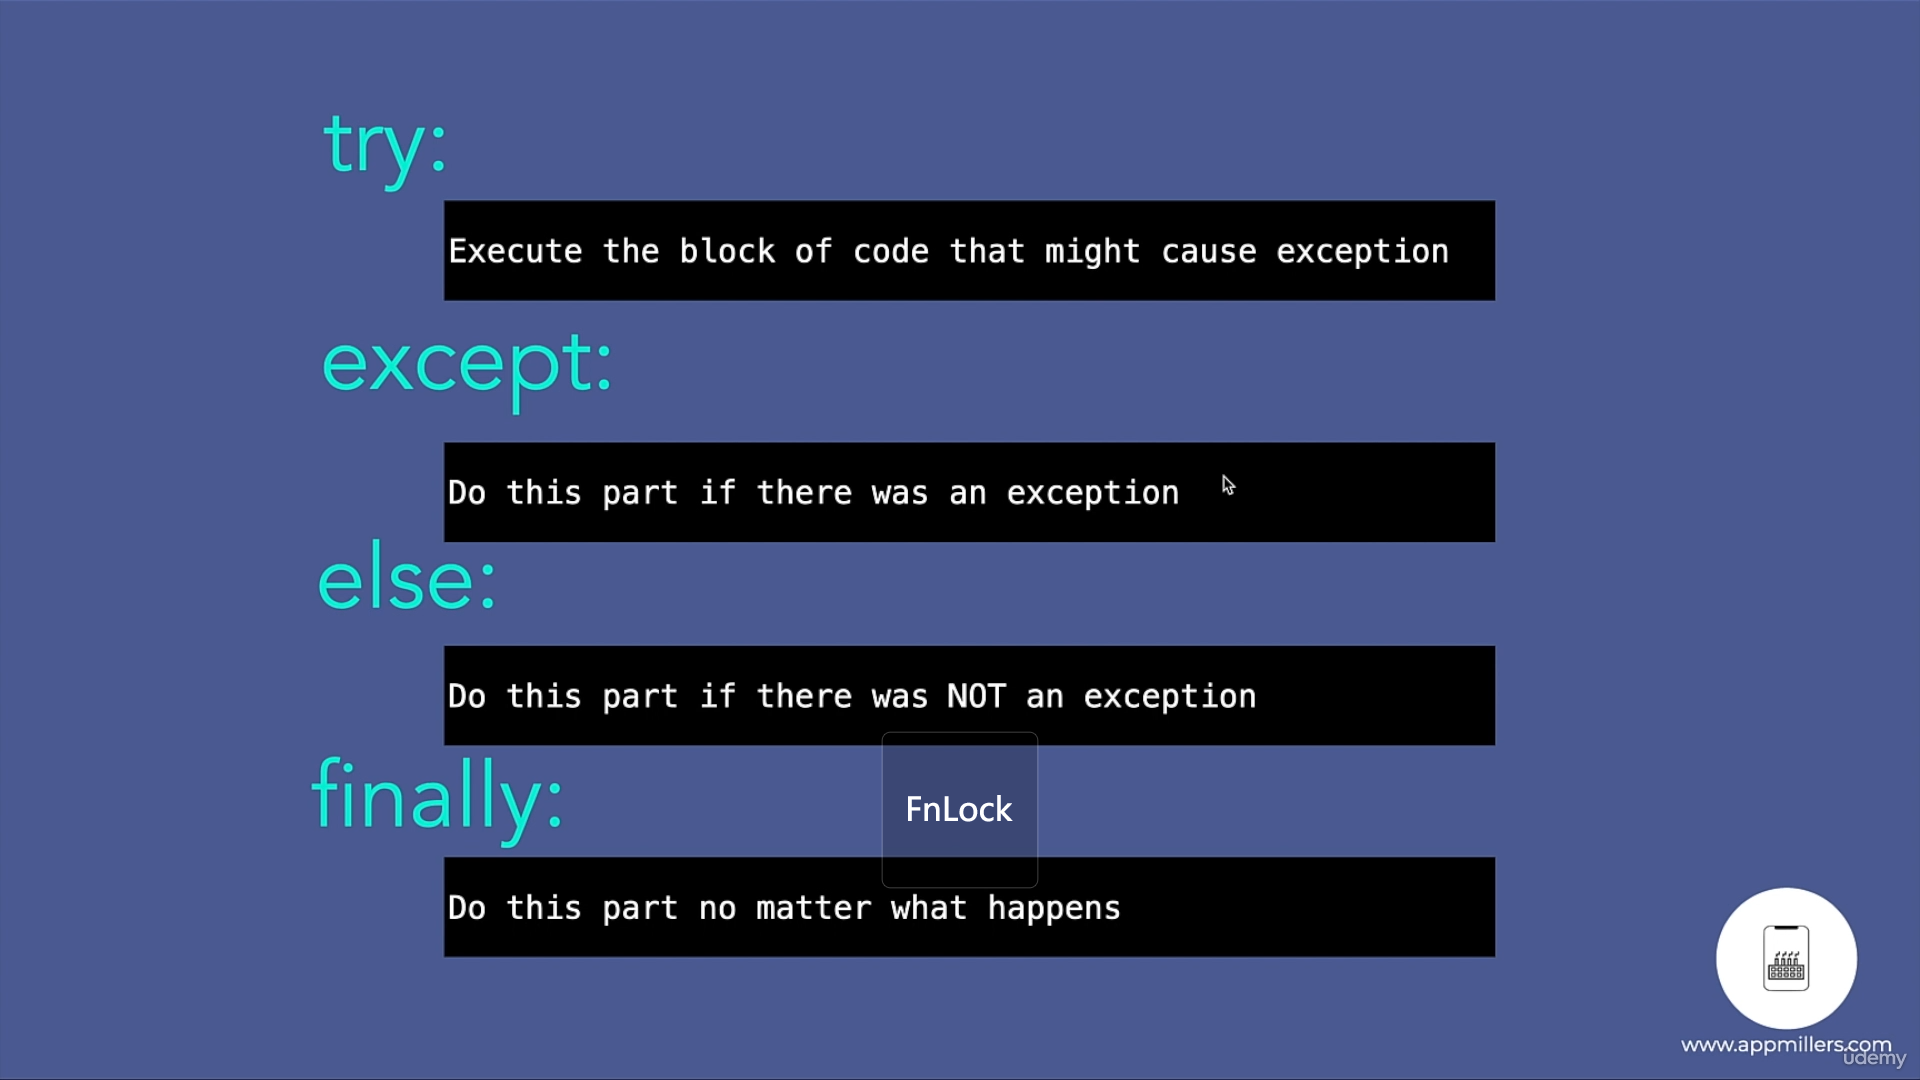 try:
Execute the block of code that might cause exception
except:
Do this part if there was an exception
else:
Do this part if there was NOT an exception
finally:
FnLock
Do this part no matter what happens
www.appmillers.com
udemy